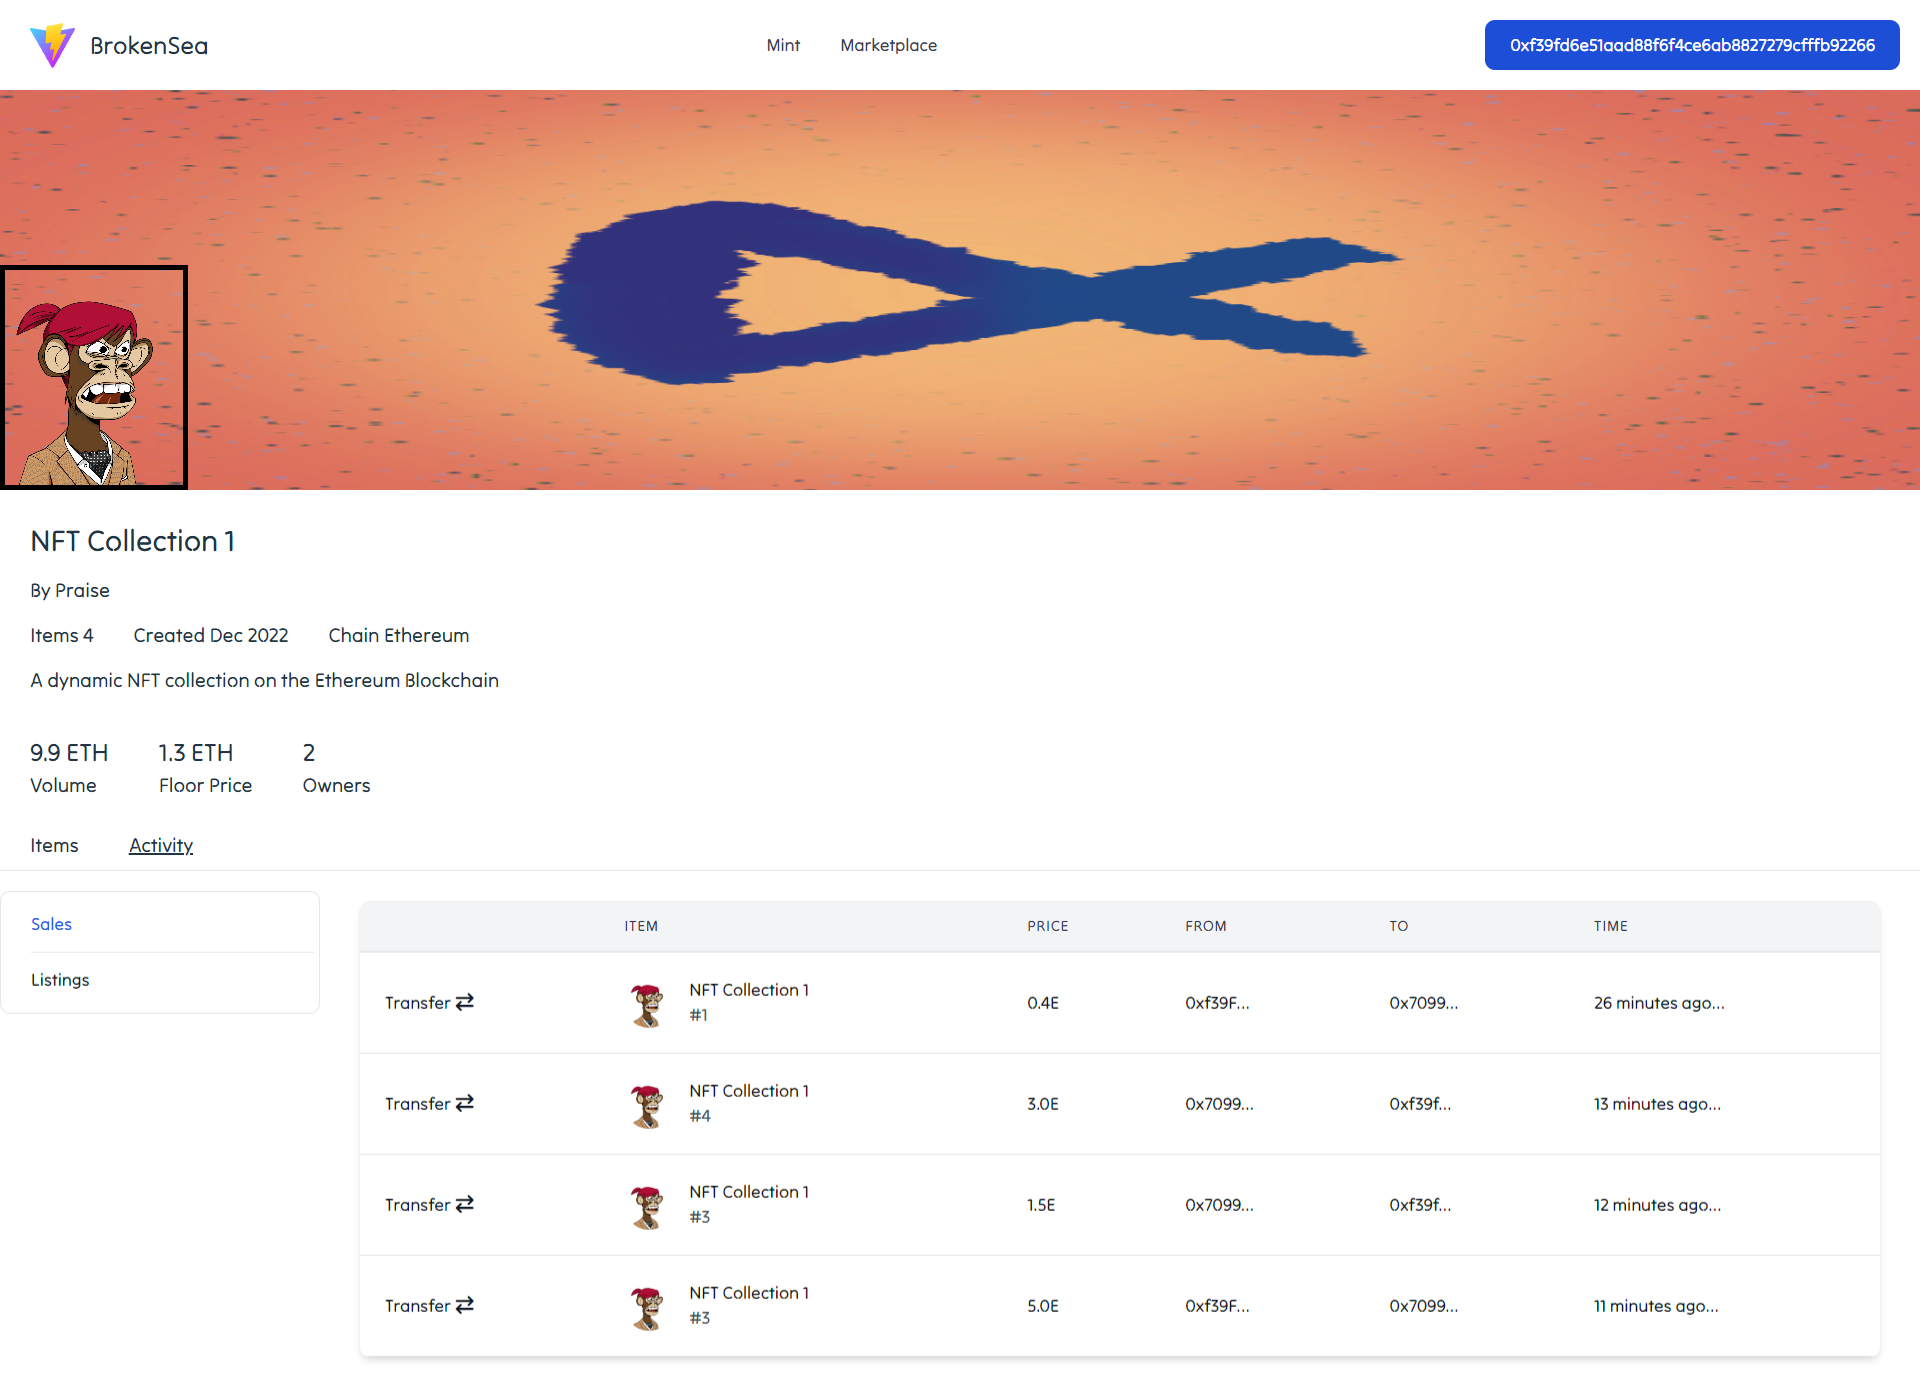 BrokenSea
Mint
Marketplace
0xf39fd6e51aad88f6f4ce6ab8827279cfffb92266
NFT Collection 1
By Praise
Items 4 Created Dec 2022 Chain Ethereum
A dynamic NFT collection on the Ethereum Blockchain
9.9 ETH 1.3 ETH 2
Volume Floor Price Owners
Items Activity
Sales
Listings
ITEM PRICE FROM TO TIME
Transfer NFT Collection 1 #1 0.4E 0xf39F... 0x7099... 26 minutes ago...
Transfer NFT Collection 1 #4 3.0E 0x7099... 0xf39f... 13 minutes ago...
Transfer NFT Collection 1 #3 1.5E 0x7099... 0xf39f... 12 minutes ago...
Transfer NFT Collection 1 #3 5.0E 0xf39F... 0x7099... 11 minutes ago...